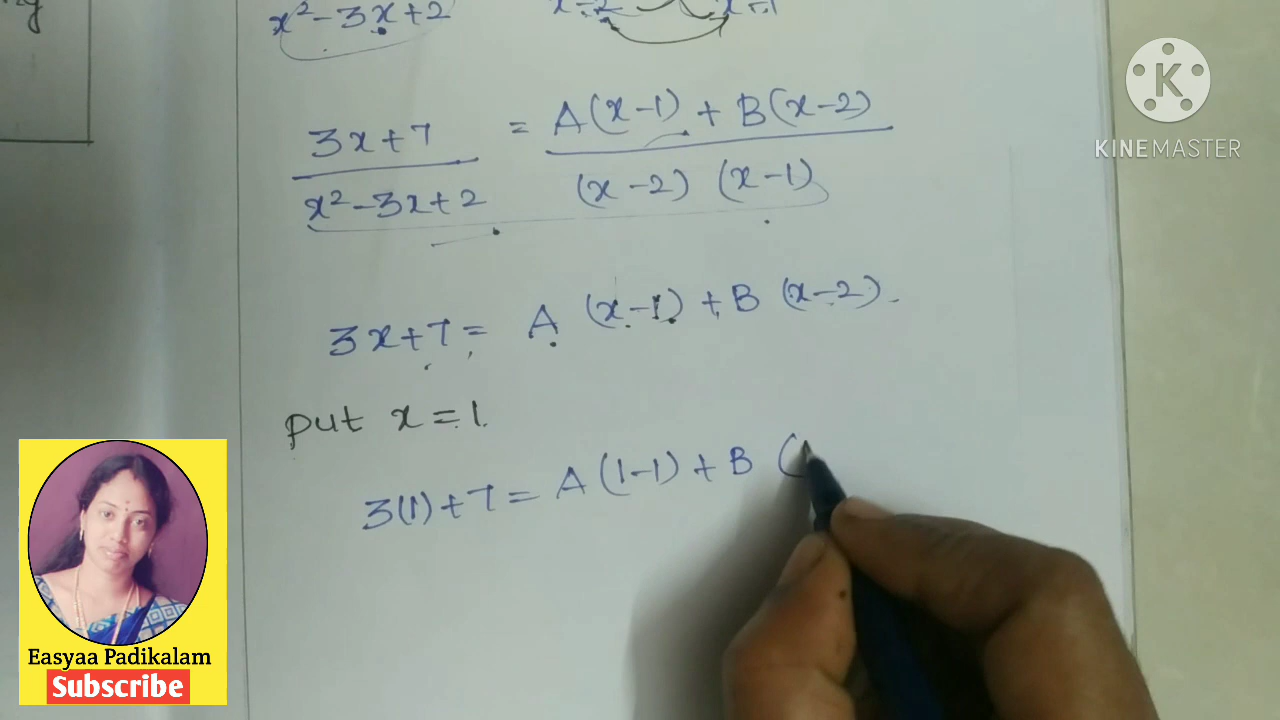 x²-3x+2
3x+7 = A(x-1) + B(x-2)
x²-3x+2 (x-2) (x-1)
3x+7 = A (x-1) + B (x-2)
put x=1.
3(1)+7 = A(1-1) + B (
KINEMASTER
Easyaa Padikalam
Subscribe